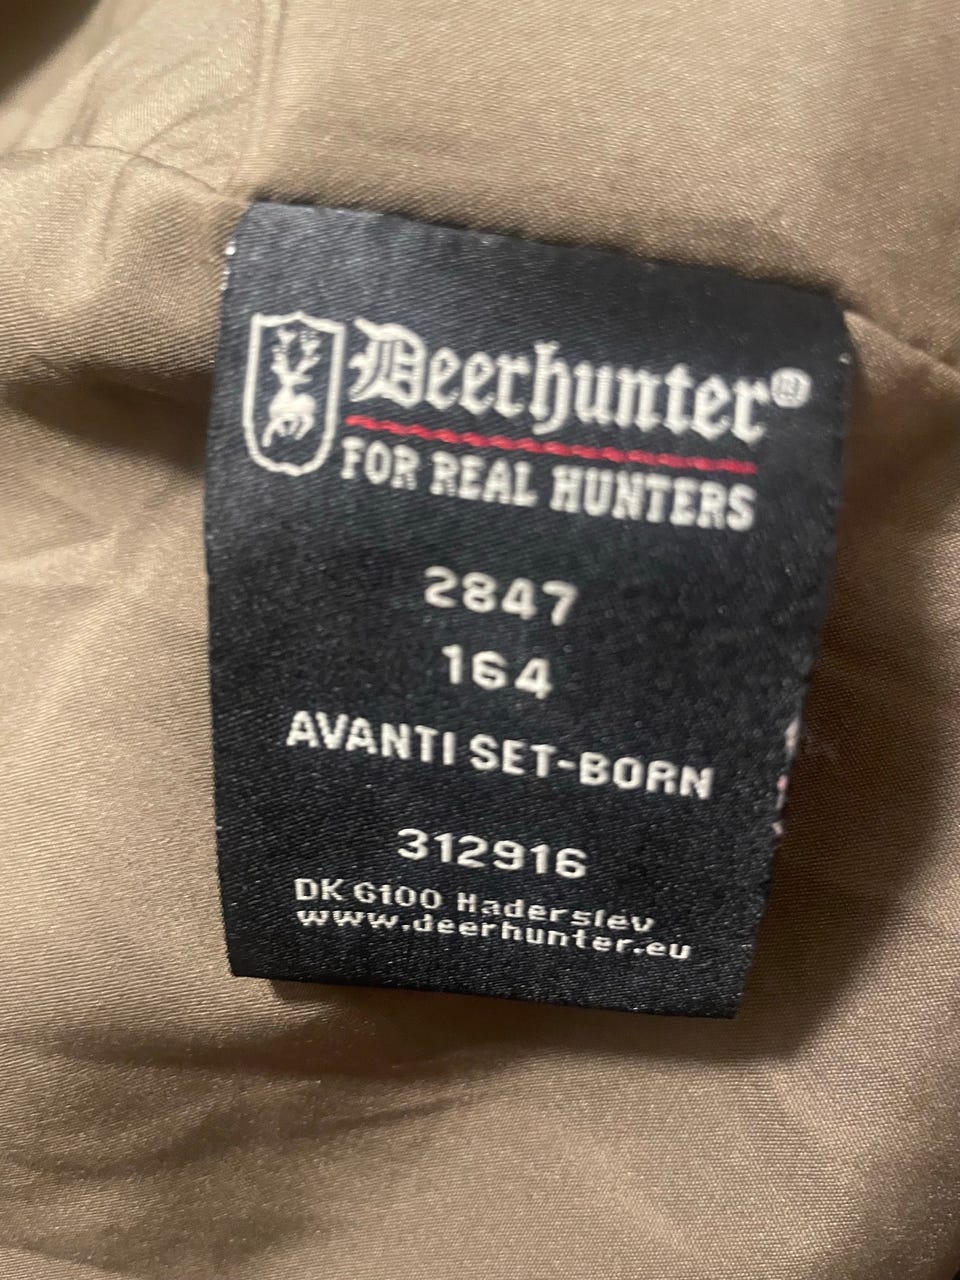 Deerhunter®
FOR REAL HUNTERS
2847
164
AVANTI SET-BORN
312916
DK 6100 Haderslev
www.deerhunter.eu